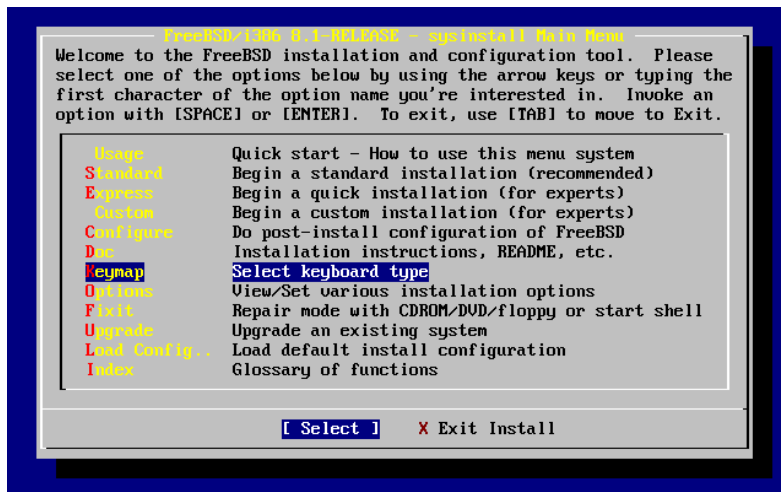 FreeBSD/i386 8.1-RELEASE - sysinstall Main Menu
Welcome to the FreeBSD installation and configuration tool. Please
select one of the options below by using the arrow keys or typing the
first character of the option name you're interested in. Invoke an
option with [SPACE] or [ENTER]. To exit, use [TAB] to move to Exit.
Usage Quick start - How to use this menu system
Standard Begin a standard installation (recommended)
Express Begin a quick installation (for experts)
Custom Begin a custom installation (for experts)
Configure Do post-install configuration of FreeBSD
Doc Installation instructions, README, etc.
Keymap Select keyboard type
Options View/Set various installation options
Fixit Repair mode with CDROM/DVD/floppy or start shell
Upgrade Upgrade an existing system
Load Config.. Load default install configuration
Index Glossary of functions
[ Select ] X Exit Install